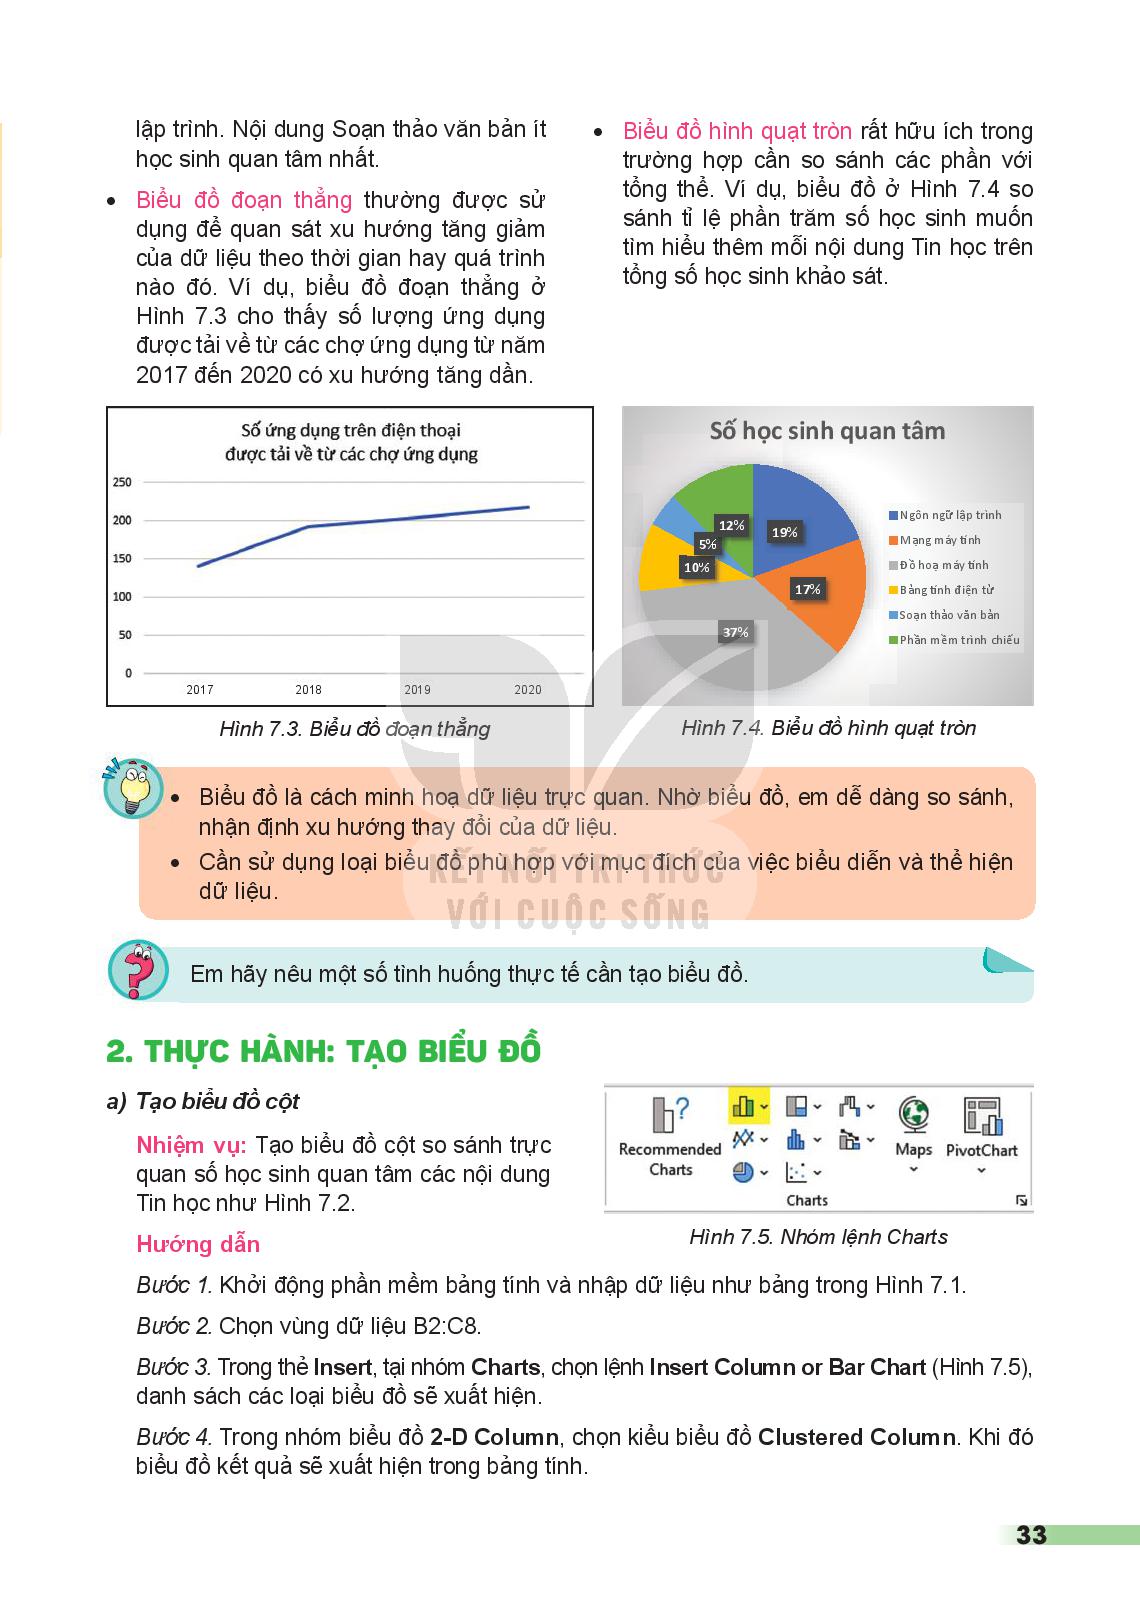 lập trình. Nội dung Soạn thảo văn bản ít
học sinh quan tâm nhất.
• Biểu đồ đoạn thẳng thường được sử
dụng để quan sát xu hướng tăng giảm
của dữ liệu theo thời gian hay quá trình
nào đó. Ví dụ, biểu đồ đoạn thẳng ở
Hình 7.3 cho thấy số lượng ứng dụng
được tải về từ các chợ ứng dụng từ năm
2017 đến 2020 có xu hướng tăng dần.
• Biểu đồ hình quạt tròn rất hữu ích trong
trường hợp cần so sánh các phần với
tổng thể. Ví dụ, biểu đồ ở Hình 7.4 so
sánh tỉ lệ phần trăm số học sinh muốn
tìm hiểu thêm mỗi nội dung Tin học trên
tổng số học sinh khảo sát.
Số ứng dụng trên điện thoại
được tải về từ các chợ ứng dụng
250
200
150
100
50
0
2017 2018 2019 2020
Hình 7.3. Biểu đồ đoạn thẳng
Số học sinh quan tâm
12%
19%
5%
10%
17%
37%
Ngôn ngữ lập trình
Mạng máy tính
Đồ hoạ máy tính
Bảng tính điện tử
Soạn thảo văn bản
Phần mềm trình chiếu
Hình 7.4. Biểu đồ hình quạt tròn
• Biểu đồ là cách minh hoạ dữ liệu trực quan. Nhờ biểu đồ, em dễ dàng so sánh,
nhận định xu hướng thay đổi của dữ liệu.
• Cần sử dụng loại biểu đồ phù hợp với mục đích của việc biểu diễn và thể hiện
dữ liệu.
KẾT NỐI TRI THỨC
VỚI CUỘC SỐNG
Em hãy nêu một số tình huống thực tế cần tạo biểu đồ.
2. THỰC HÀNH: TẠO BIỂU ĐỒ
a) Tạo biểu đồ cột
Nhiệm vụ: Tạo biểu đồ cột so sánh trực
quan số học sinh quan tâm các nội dung
Tin học như Hình 7.2.
Recommended
Charts
Maps
PivotChart
Charts
Hình 7.5. Nhóm lệnh Charts
Hướng dẫn
Bước 1. Khởi động phần mềm bảng tính và nhập dữ liệu như bảng trong Hình 7.1.
Bước 2. Chọn vùng dữ liệu B2:C8.
Bước 3. Trong thẻ Insert, tại nhóm Charts, chọn lệnh Insert Column or Bar Chart (Hình 7.5),
danh sách các loại biểu đồ sẽ xuất hiện.
Bước 4. Trong nhóm biểu đồ 2-D Column, chọn kiểu biểu đồ Clustered Column. Khi đó
biểu đồ kết quả sẽ xuất hiện trong bảng tính.
33